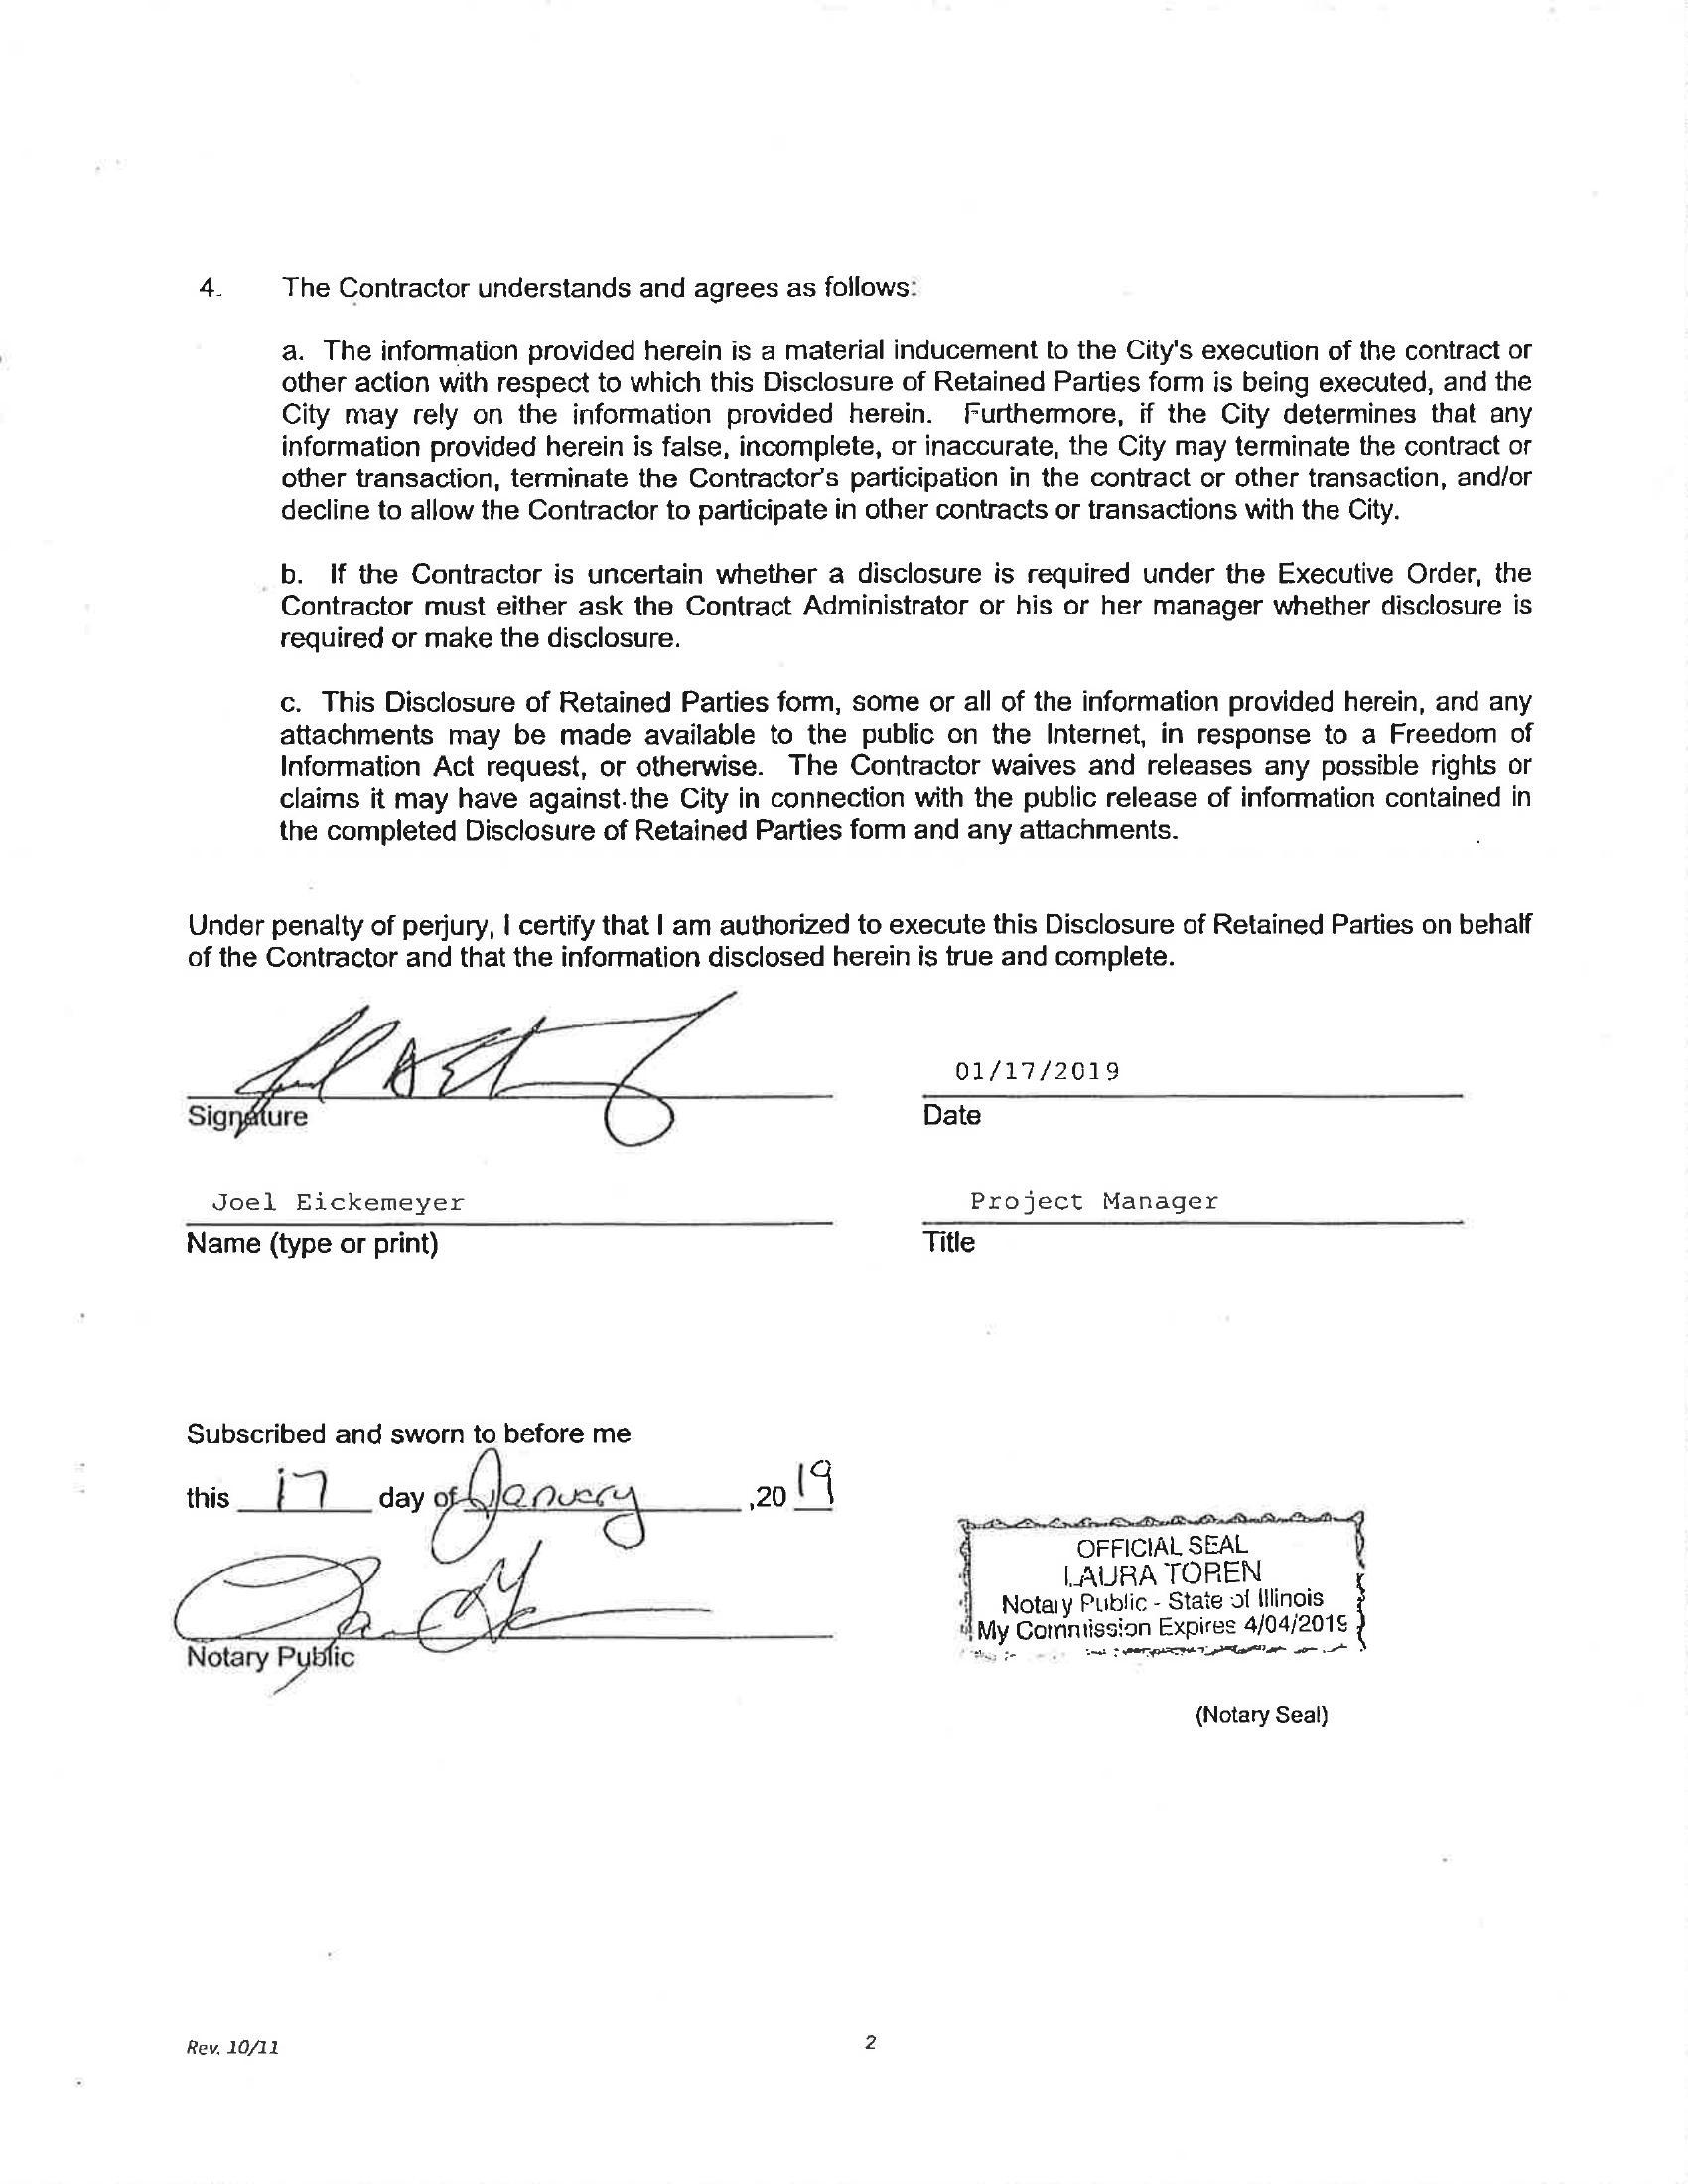 4. The Contractor understands and agrees as follows:
a. The information provided herein is a material inducement to the City's execution of the contract or
other action with respect to which this Disclosure of Retained Parties form is being executed, and the
City may rely on the information provided herein. Furthermore, if the City determines that any
information provided herein is false, incomplete, or inaccurate, the City may terminate the contract or
other transaction, terminate the Contractor's participation in the contract or other transaction, and/or
decline to allow the Contractor to participate in other contracts or transactions with the City.
b. If the Contractor is uncertain whether a disclosure is required under the Executive Order, the
Contractor must either ask the Contract Administrator or his or her manager whether disclosure is
required or make the disclosure.
c. This Disclosure of Retained Parties form, some or all of the information provided herein, and any
attachments may be made available to the public on the Internet, in response to a Freedom of
Information Act request, or otherwise. The Contractor waives and releases any possible rights or
claims it may have against the City in connection with the public release of information contained in
the completed Disclosure of Retained Parties form and any attachments.
Under penalty of perjury, I certify that I am authorized to execute this Disclosure of Retained Parties on behalf
of the Contractor and that the information disclosed herein is true and complete.
01/17/2019
Signature Date
Joel Eickemeyer Project Manager
Name (type or print) Title
Subscribed and sworn to before me
this 17 day of January ,20 19
OFFICIAL SEAL
LAURA TOREN
Notary Public - State of Illinois
My Commission Expires 4/04/2019
Notary Public
(Notary Seal)
Rev. 10/11 2